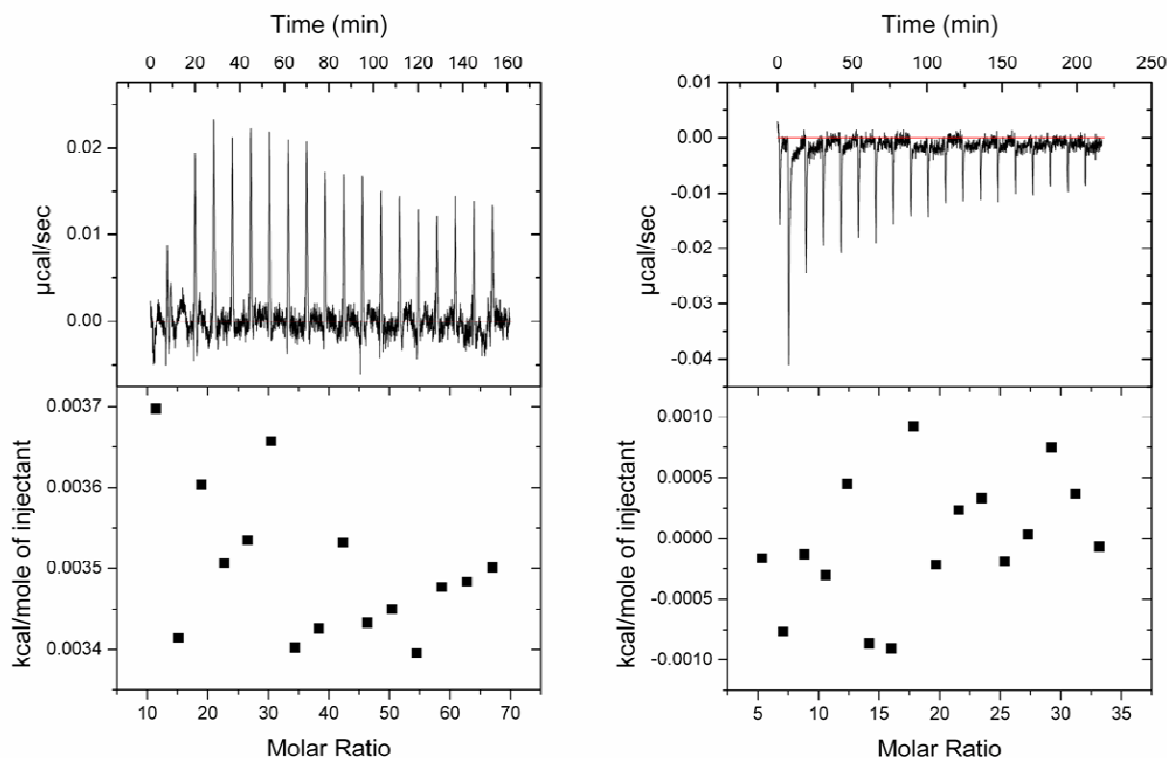 Time (min)
0 20 40 60 80 100 120 140 160
0.02
0.01
0.00
µcal/sec
0.0037
0.0036
0.0035
0.0034
kcal/mole of injectant
10 20 30 40 50 60 70
Molar Ratio
Time (min)
0 50 100 150 200 250
0.01
0.00
-0.01
-0.02
-0.03
-0.04
µcal/sec
0.0010
0.0005
0.0000
-0.0005
-0.0010
kcal/mole of injectant
5 10 15 20 25 30 35
Molar Ratio